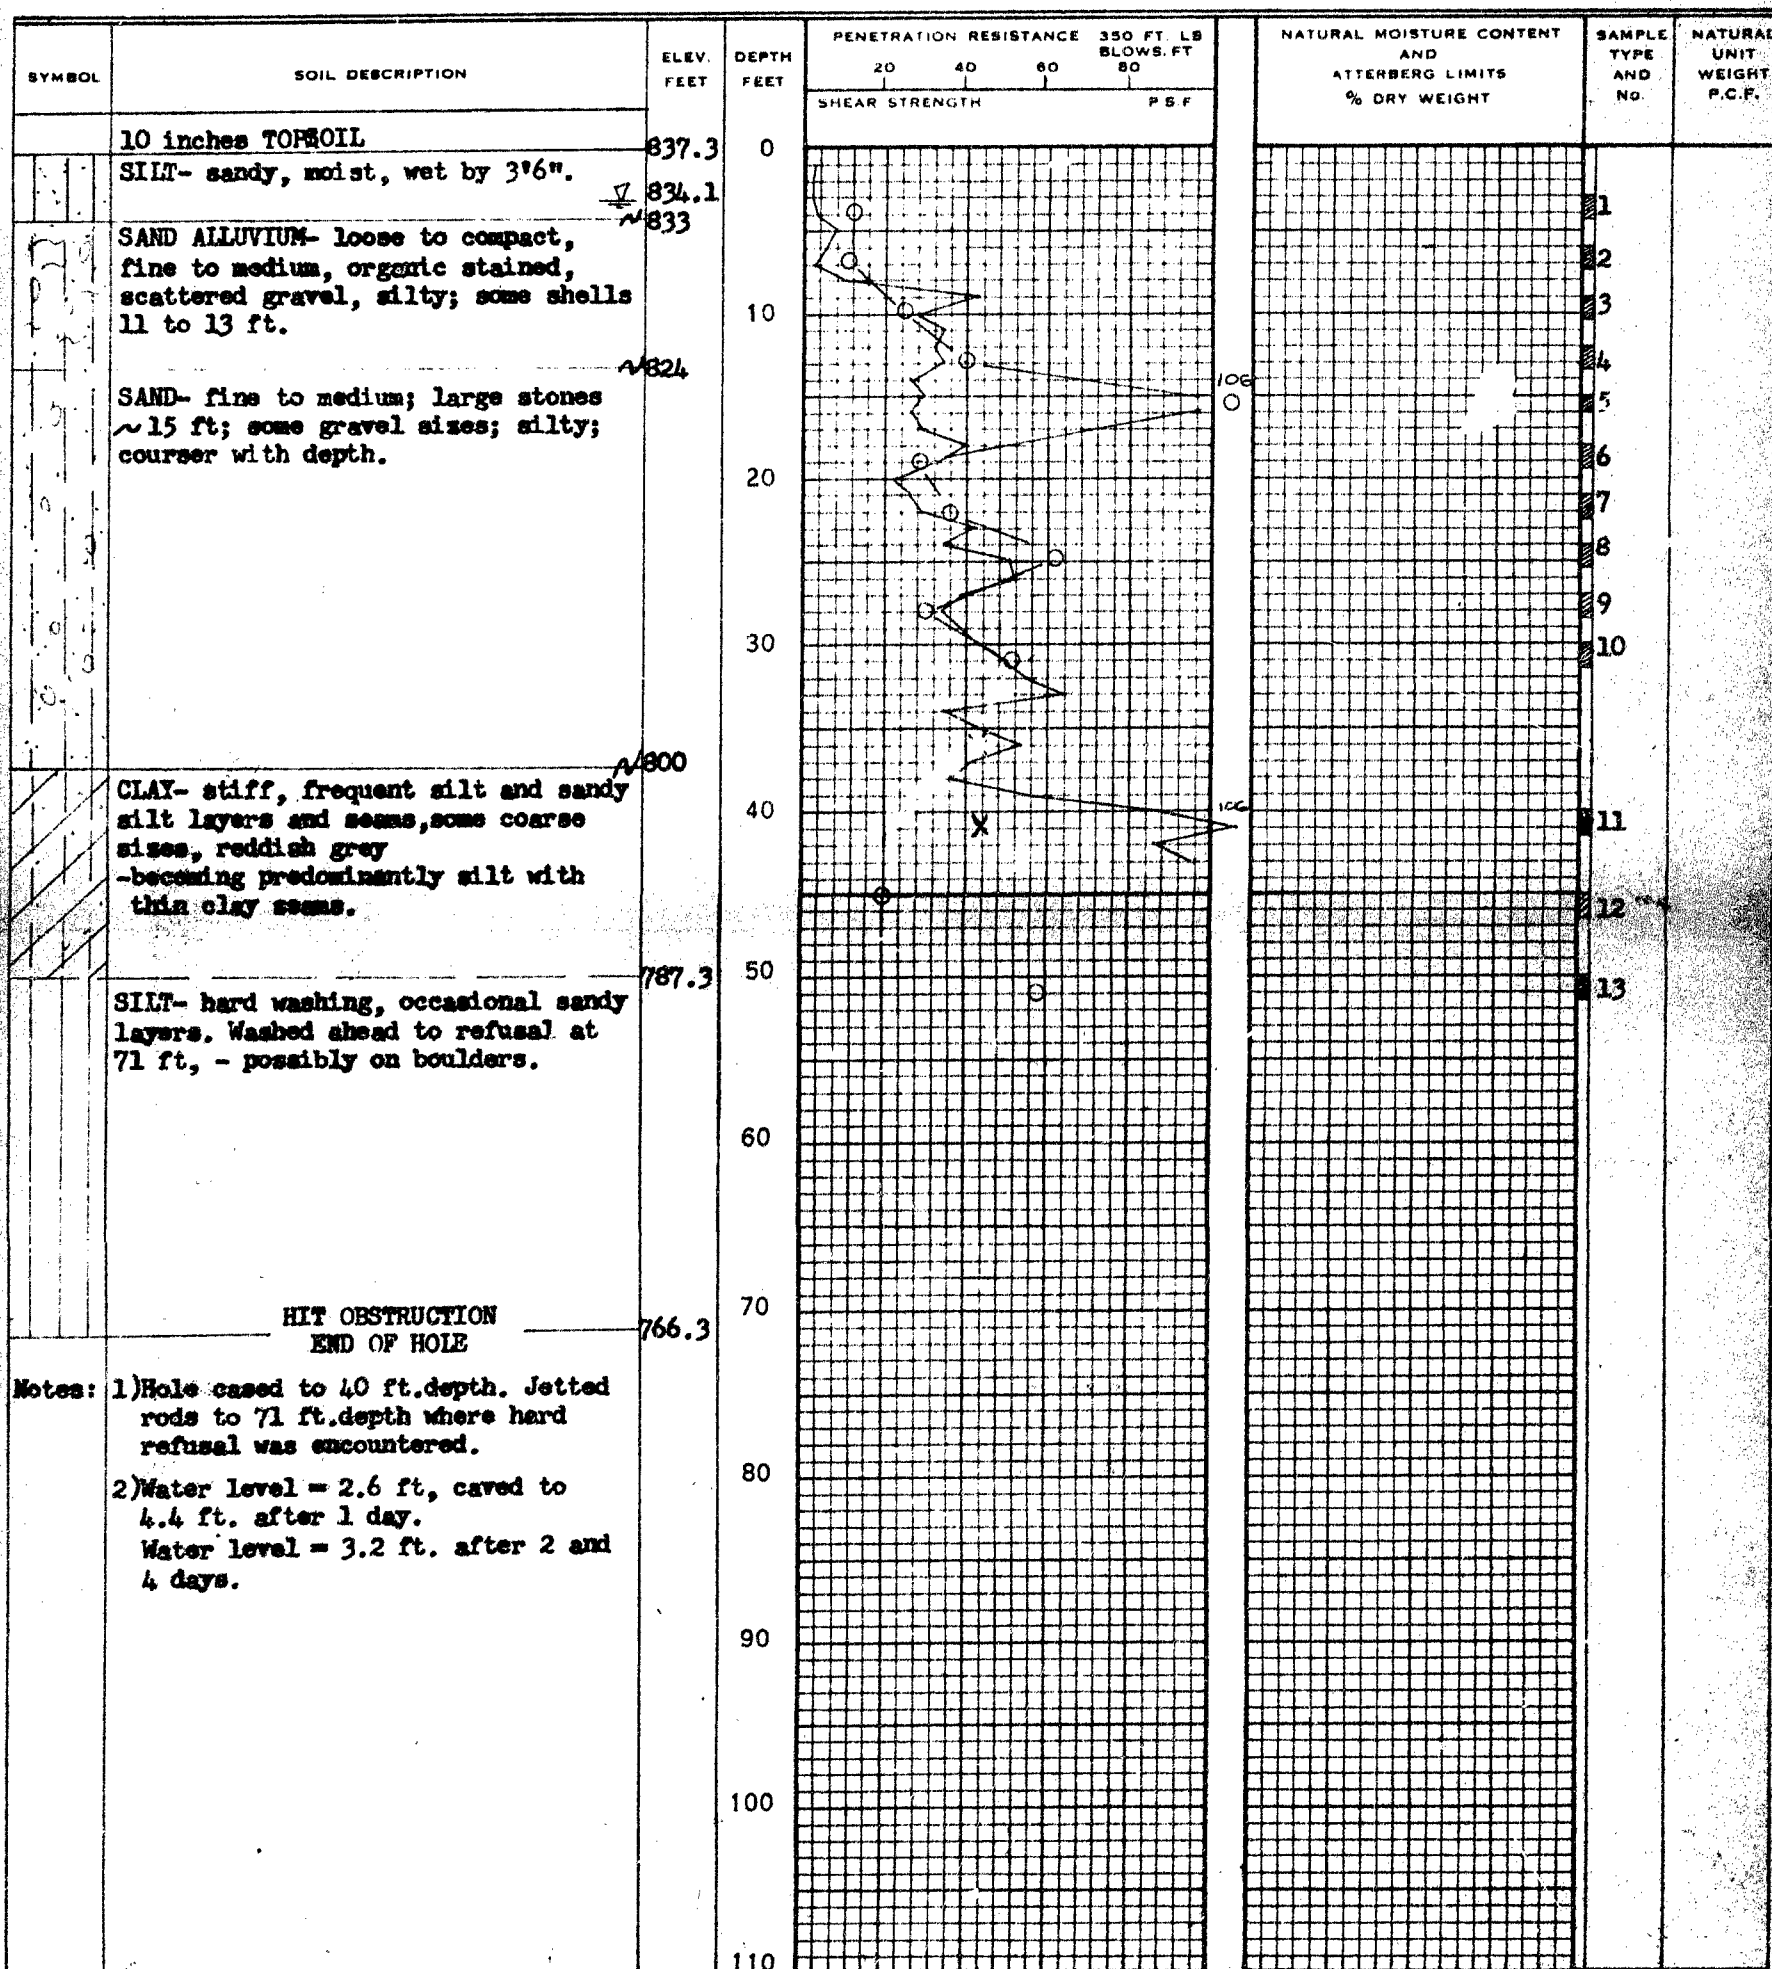 SYMBOL
SOIL DESCRIPTION
ELEV.
FEET
DEPTH
FEET
PENETRATION RESISTANCE 350 FT. LB
BLOWS. FT
20 40 60 80
SHEAR STRENGTH P S F
NATURAL MOISTURE CONTENT
AND
ATTERBERG LIMITS
% DRY WEIGHT
SAMPLE
TYPE
AND
No.
NATURAL
UNIT
WEIGHT
P.C.F.
10 inches TOPSOIL
837.3 0
SILT- sandy, moist, wet by 3'6".
834.1
~833
1
SAND ALLUVIUM- loose to compact,
fine to medium, organic stained,
scattered gravel, silty; some shells
11 to 13 ft.
2
3
10
~824
4
SAND- fine to medium; large stones
~15 ft; some gravel sizes; silty;
courser with depth.
106
5
6
20
7
8
9
30
10
~800
CLAY- stiff, frequent silt and sandy
silt layers and seams,some coarse
sizes, reddish grey
-becoming predominantly silt with
thin clay seams.
40
106
X
11
12
787.3 50
13
SILT- hard washing, occasional sandy
layers. Washed ahead to refusal at
71 ft, - possibly on boulders.
60
70
HIT OBSTRUCTION
END OF HOLE
766.3
Notes: 1)Hole cased to 40 ft.depth. Jetted
rods to 71 ft.depth where hard
refusal was encountered.
80
2)Water level = 2.6 ft, caved to
4.4 ft. after 1 day.
Water level = 3.2 ft. after 2 and
4 days.
90
100
110